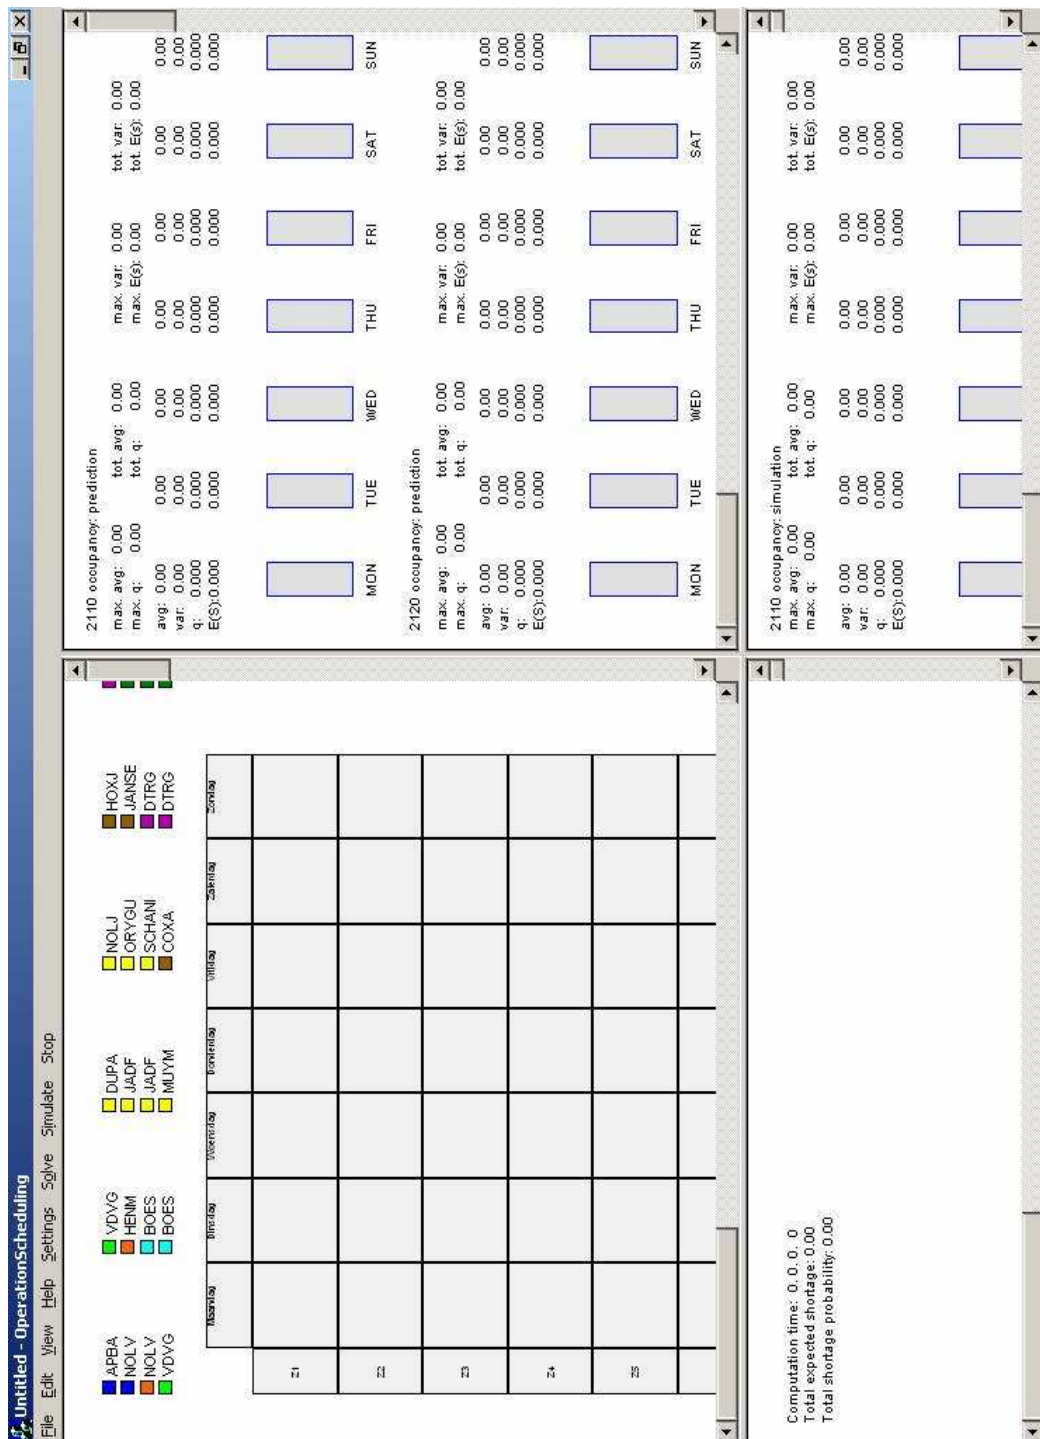 Untitled - OperationScheduling
File Edit View Help Settings Solve Simulate Stop
APBA VDVG DUPA NOLJ HOXJ
NOLV HENM JADF ORYGU JANSE
NOLV BOES JADF SCHANI DTRG
VDVG BOES MUYM COXA DTRG
Maandag Dinsdag Woensdag Donderdag Vrijdag Zaterdag Zondag
Z1
Z2
Z3
Z4
Z5
2110 occupancy: prediction
max. avg: 0.00 tot. avg: 0.00 max. var: 0.00 tot. var: 0.00
max. q: 0.00 tot. q: 0.00 max. E(s): 0.00 tot. E(s): 0.00
avg: 0.00 0.00 0.00 0.00 0.00 0.00 0.00
var: 0.00 0.00 0.00 0.00 0.00 0.00 0.00
q: 0.000 0.000 0.000 0.000 0.000 0.000 0.000
E(S):0.000 0.000 0.000 0.000 0.000 0.000 0.000
MON TUE WED THU FRI SAT SUN
2120 occupancy: prediction
max. avg: 0.00 tot. avg: 0.00 max. var: 0.00 tot. var: 0.00
max. q: 0.00 tot. q: 0.00 max. E(s): 0.00 tot. E(s): 0.00
avg: 0.00 0.00 0.00 0.00 0.00 0.00 0.00
var: 0.00 0.00 0.00 0.00 0.00 0.00 0.00
q: 0.000 0.000 0.000 0.000 0.000 0.000 0.000
E(S):0.000 0.000 0.000 0.000 0.000 0.000 0.000
MON TUE WED THU FRI SAT SUN
Computation time: 0, 0, 0, 0
Total expected shortage: 0.00
Total shortage probability: 0.00
2110 occupancy: simulation
max. avg: 0.00 tot. avg: 0.00 max. var: 0.00 tot. var: 0.00
max. q: 0.00 tot. q: 0.00 max. E(s): 0.00 tot. E(s): 0.00
avg: 0.00 0.00 0.00 0.00 0.00 0.00 0.00
var: 0.00 0.00 0.00 0.00 0.00 0.00 0.00
q: 0.000 0.000 0.000 0.000 0.000 0.000 0.000
E(S):0.000 0.000 0.000 0.000 0.000 0.000 0.000